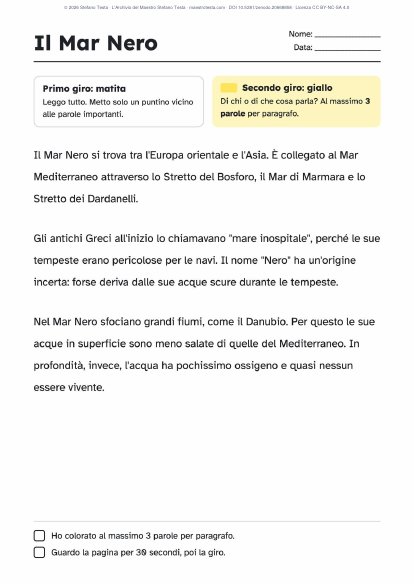 © 2026 Stefano Testa · L'Archivio del Maestro Stefano Testa · maestrotesta.com · DOI 10.5281/zenodo.20668888 · Licenza CC BY-NC-SA 4.0
Il Mar Nero
Nome:
Data:
Primo giro: matita
Leggo tutto. Metto solo un puntino vicino
alle parole importanti.
Secondo giro: giallo
Di chi o di che cosa parla? Al massimo 3
parole per paragrafo.
Il Mar Nero si trova tra l'Europa orientale e l'Asia. È collegato al Mar
Mediterraneo attraverso lo Stretto del Bosforo, il Mar di Marmara e lo
Stretto dei Dardanelli.
Gli antichi Greci all'inizio lo chiamavano "mare inospitale", perché le sue
tempeste erano pericolose per le navi. Il nome "Nero" ha un'origine
incerta: forse deriva dalle sue acque scure durante le tempeste.
Nel Mar Nero sfociano grandi fiumi, come il Danubio. Per questo le sue
acque in superficie sono meno salate di quelle del Mediterraneo. In
profondità, invece, l'acqua ha pochissimo ossigeno e quasi nessun
essere vivente.
Ho colorato al massimo 3 parole per paragrafo.
Guardo la pagina per 30 secondi, poi la giro.